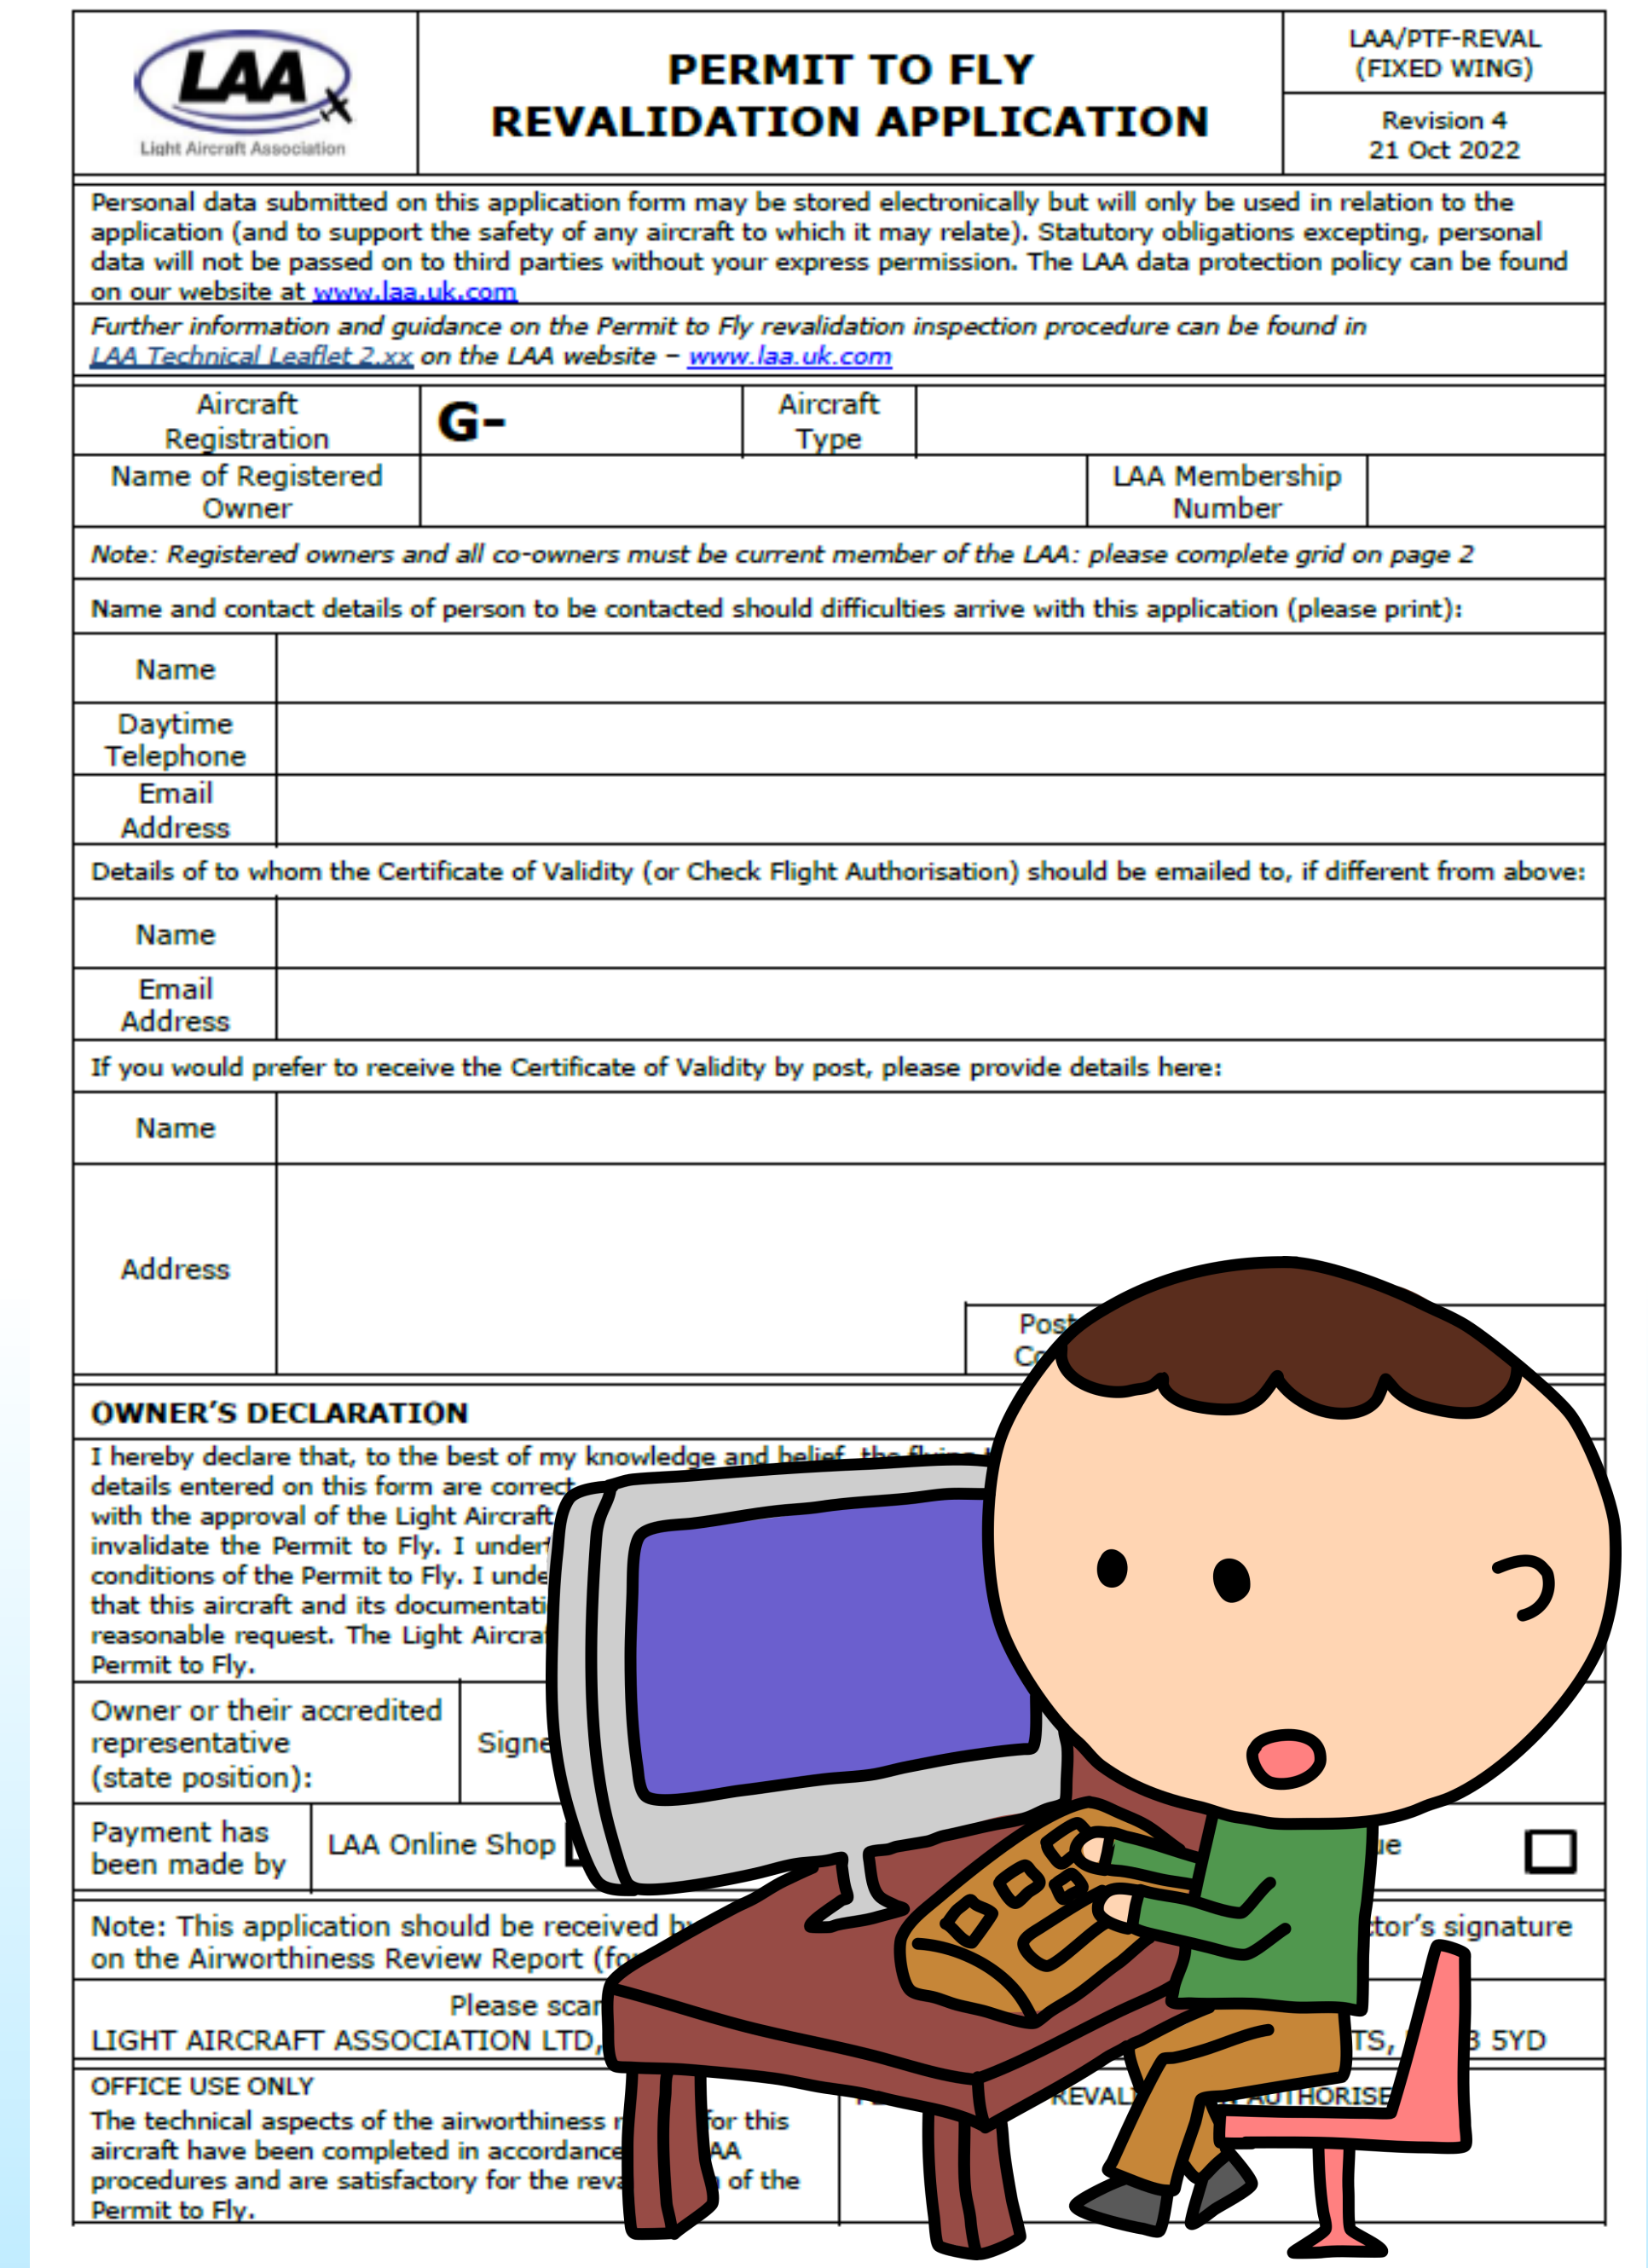 LAA
Light Aircraft Association
PERMIT TO FLY
REVALIDATION APPLICATION
LAA/PTF-REVAL
(FIXED WING)
Revision 4
21 Oct 2022
Personal data submitted on this application form may be stored electronically but will only be used in relation to the
application (and to support the safety of any aircraft to which it may relate). Statutory obligations excepting, personal
data will not be passed on to third parties without your express permission. The LAA data protection policy can be found
on our website at www.laa.uk.com
Further information and guidance on the Permit to Fly revalidation inspection procedure can be found in
LAA Technical Leaflet 2.xx on the LAA website – www.laa.uk.com
Aircraft
Registration
G-
Aircraft
Type
Name of Registered
Owner
LAA Membership
Number
Note: Registered owners and all co-owners must be current member of the LAA: please complete grid on page 2
Name and contact details of person to be contacted should difficulties arrive with this application (please print):
Name
Daytime
Telephone
Email
Address
Details of to whom the Certificate of Validity (or Check Flight Authorisation) should be emailed to, if different from above:
Name
Email
Address
If you would prefer to receive the Certificate of Validity by post, please provide details here:
Name
Address
Post
OWNER'S DECLARATION
I hereby declare that, to the best of my knowledge and belief, the flying
details entered on this form are correct
with the approval of the Light Aircraft
invalidate the Permit to Fly. I
conditions of the Permit to Fly. I
that this aircraft and its
reasonable request. The Light
Permit to Fly.
Owner or their accredited
representative
(state position):
Payment has
been made by
LAA Online Shop
Note: This application should be received
signature
on the Airworthiness Review Report
Please
LIGHT AIRCRAFT ASSOCIATION LTD,
5YD
OFFICE USE ONLY
The technical aspects of the airworthiness
for this
aircraft have been completed in accordance
procedures and are satisfactory for the
of the
Permit to Fly.